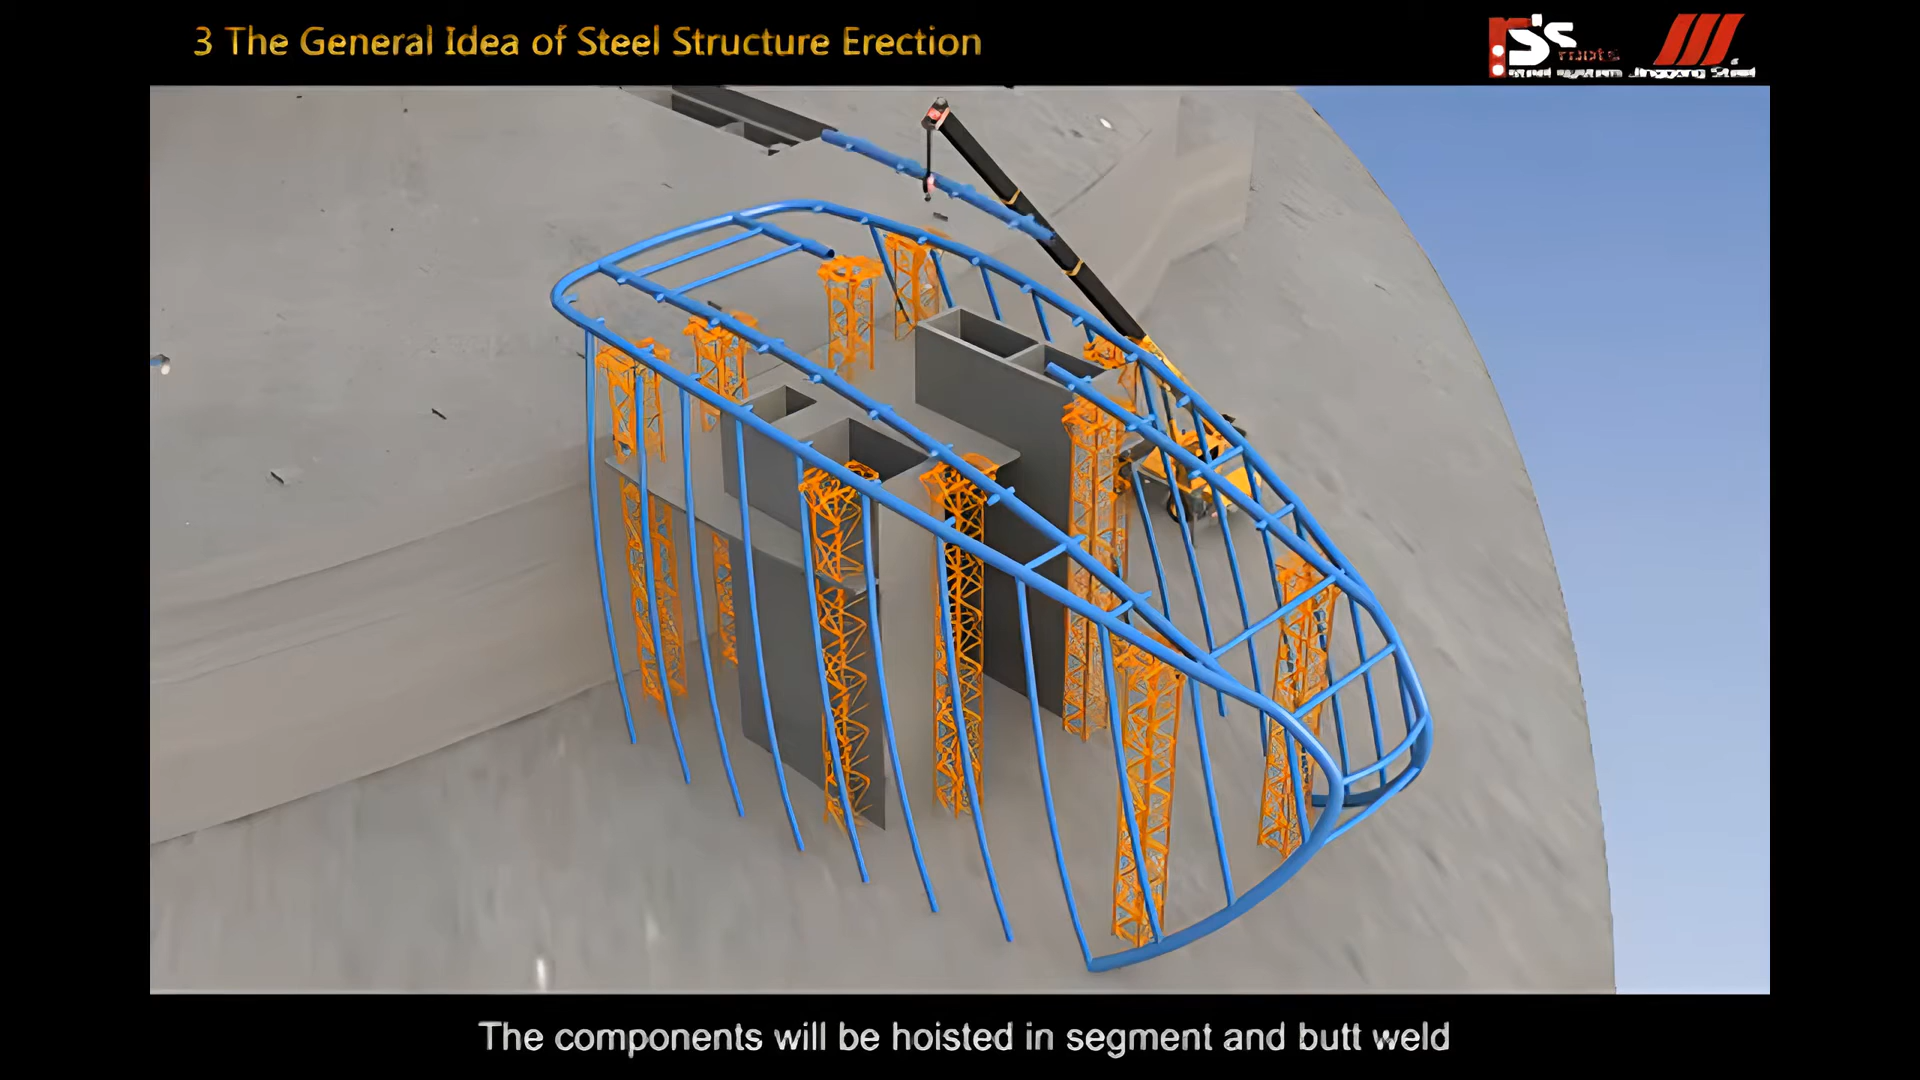 3 The General Idea of Steel Structure Erection
The components will be hoisted in segment and butt weld